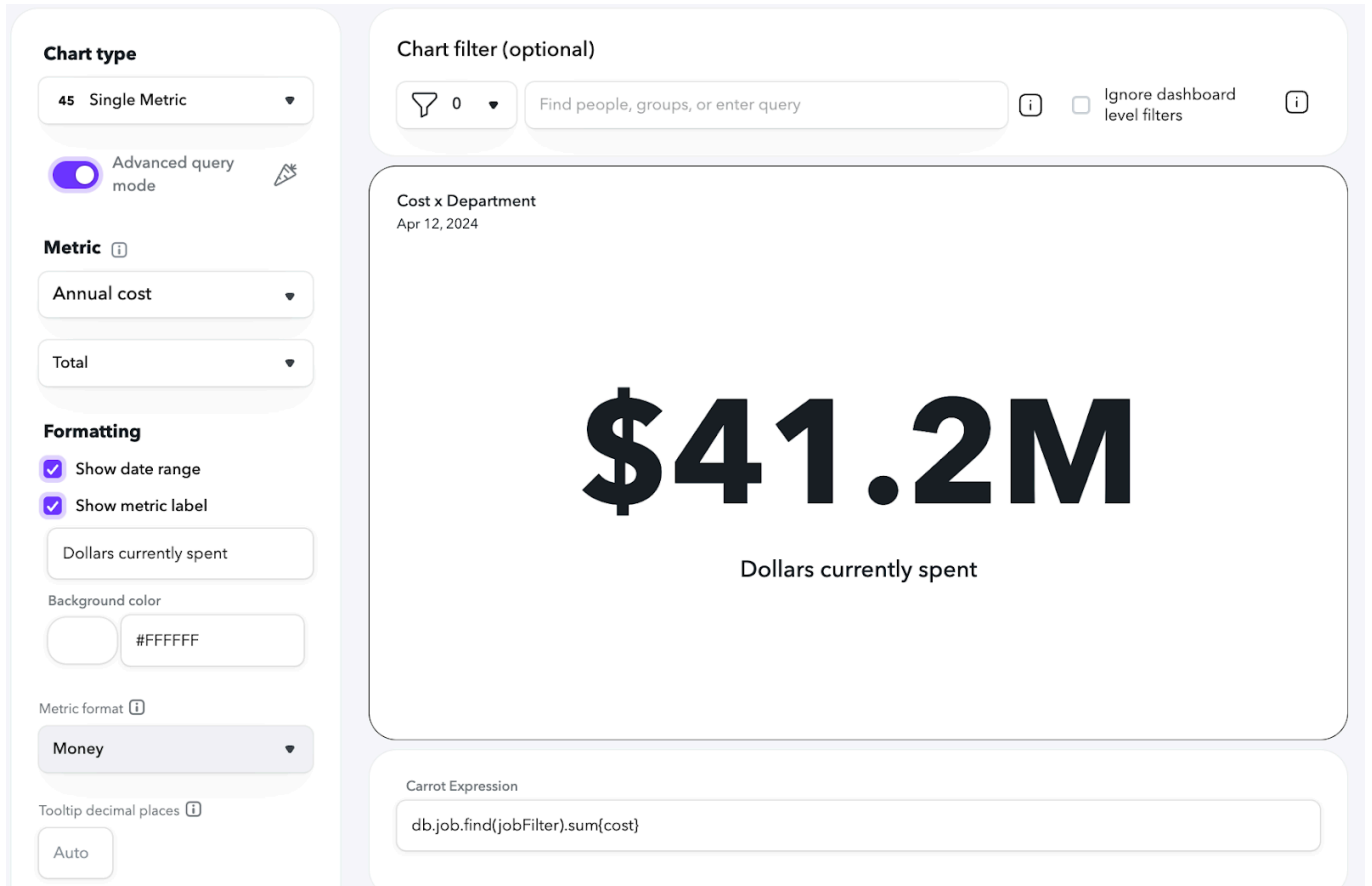 Chart type
45 Single Metric
Advanced query
mode
Metric
Annual cost
Total
Formatting
Show date range
Show metric label
Dollars currently spent
Background color
#FFFFFF
Metric format
Money
Tooltip decimal places
Auto
Chart filter (optional)
0
Find people, groups, or enter query
Ignore dashboard
level filters
Cost x Department
Apr 12, 2024
$41.2M
Dollars currently spent
Carrot Expression
db.job.find(jobFilter).sum{cost}